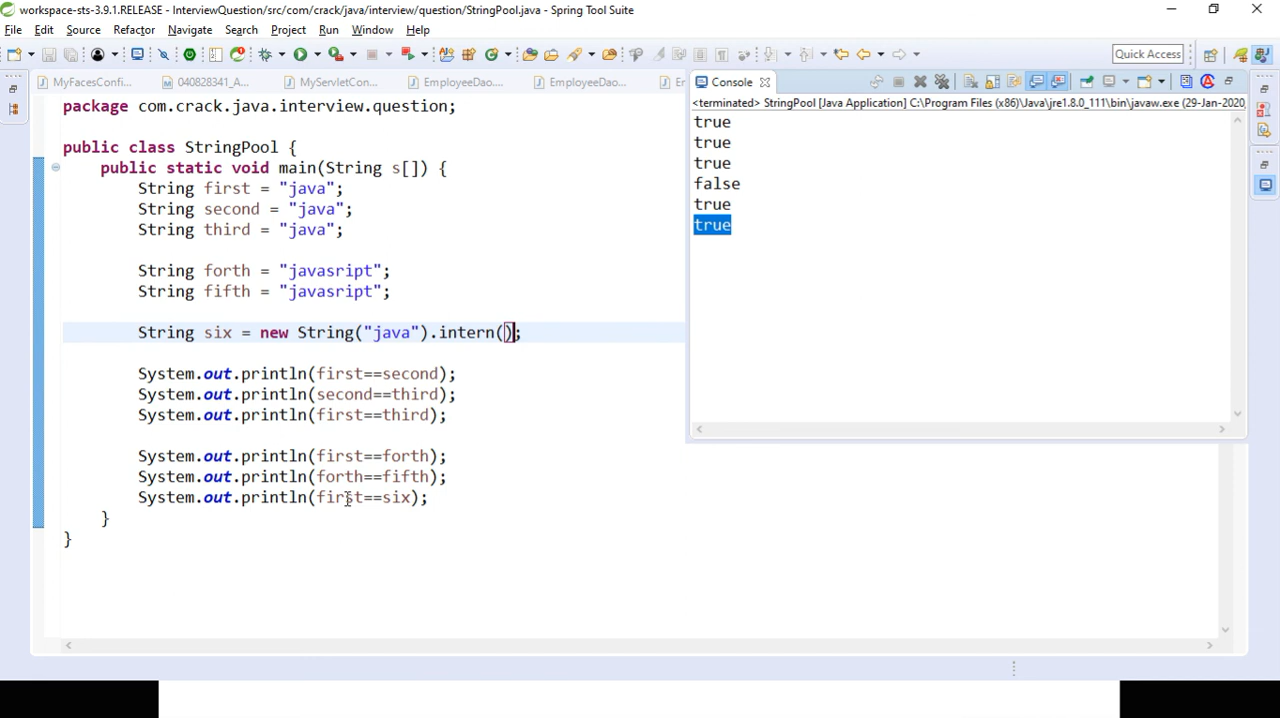 workspace-sts-3.9.1.RELEASE - InterviewQuestion/src/com/crack/java/interview/question/StringPool.java - Spring Tool Suite
File Edit Source Refactor Navigate Search Project Run Window Help
Quick Access
MyFacesConfi... 040828341_A... MyServletCon... EmployeeDao... EmployeeDao... Er
Console
<terminated> StringPool [Java Application] C:\Program Files (x86)\Java\jre1.8.0_111\bin\javaw.exe (29-Jan-2020,
true
true
true
false
true
true
package com.crack.java.interview.question;
public class StringPool {
public static void main(String s[]) {
String first = "java";
String second = "java";
String third = "java";
String forth = "javasript";
String fifth = "javasript";
String six = new String("java").intern();
System.out.println(first==second);
System.out.println(second==third);
System.out.println(first==third);
System.out.println(first==forth);
System.out.println(forth==fifth);
System.out.println(first==six);
}
}